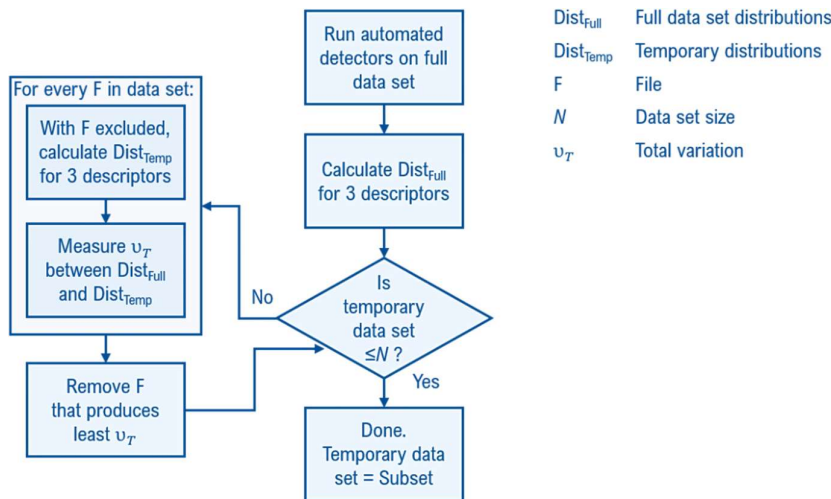 Run automated
detectors on full
data set
Calculate Dist_Full
for 3 descriptors
Is
temporary
data set
≤N ?
No
Yes
For every F in data set:
With F excluded,
calculate Dist_Temp
for 3 descriptors
Measure υ_T
between Dist_Full
and Dist_Temp
Remove F
that produces
least υ_T
Done.
Temporary data
set = Subset
Dist_Full Full data set distributions
Dist_Temp Temporary distributions
F File
N Data set size
υ_T Total variation